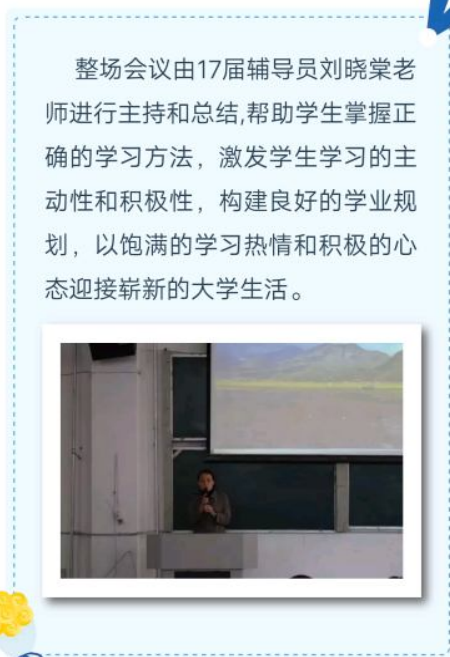 整场会议由17届辅导员刘晓棠老
师进行主持和总结,帮助学生掌握正
确的学习方法，激发学生学习的主
动性和积极性，构建良好的学业规
划，以饱满的学习热情和积极的心
态迎接崭新的大学生活。